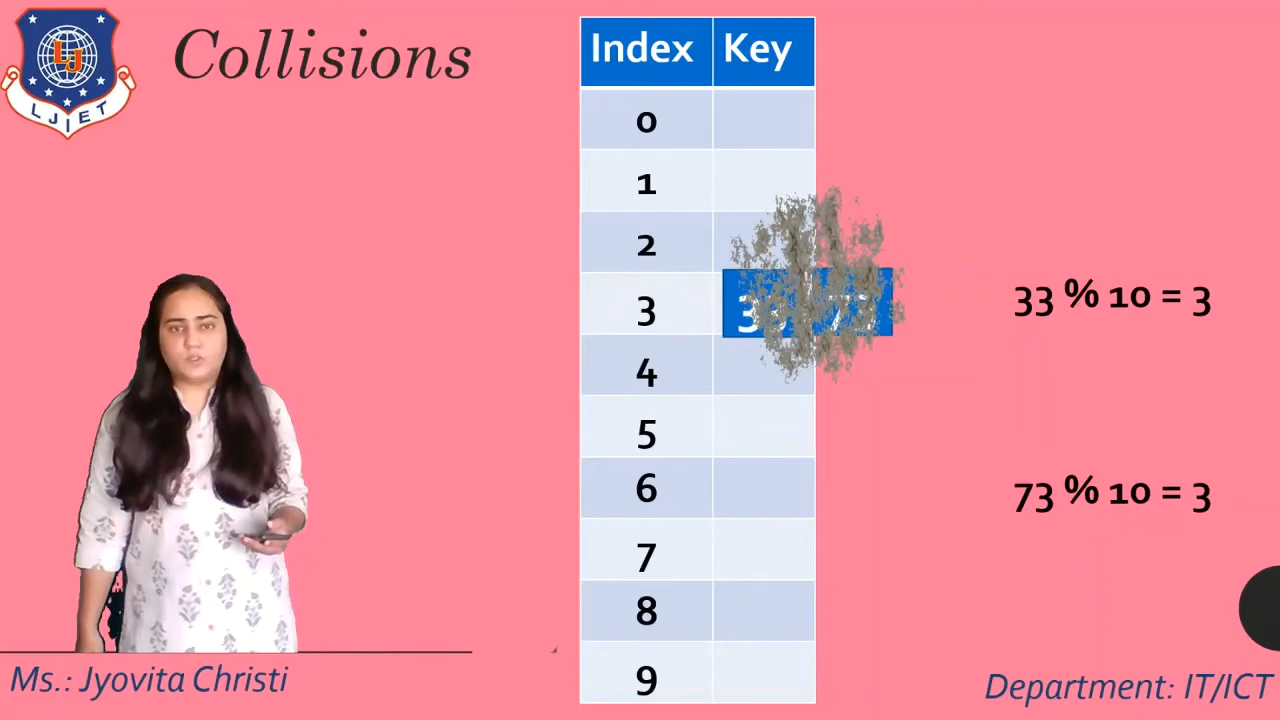 LJ
LJIET
Collisions
Index Key
0
1
2
3
4
5
6
7
8
9
33 % 10 = 3
73 % 10 = 3
Ms.: Jyovita Christi
Department: IT/ICT